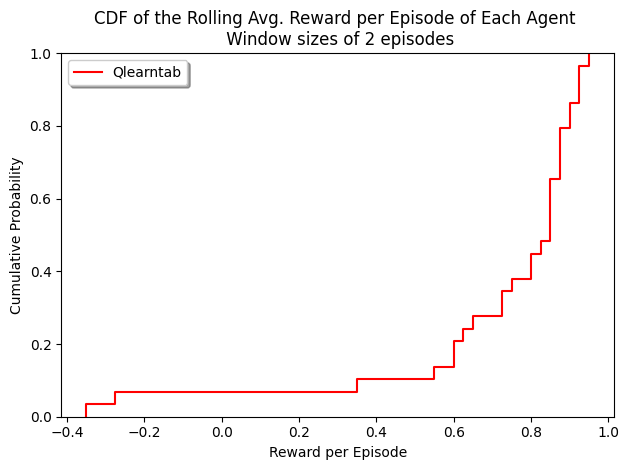 CDF of the Rolling Avg. Reward per Episode of Each Agent
Window sizes of 2 episodes
Qlearntab
1.0
0.8
0.6
0.4
0.2
0.0
Cumulative Probability
−0.4 −0.2 0.0 0.2 0.4 0.6 0.8 1.0
Reward per Episode